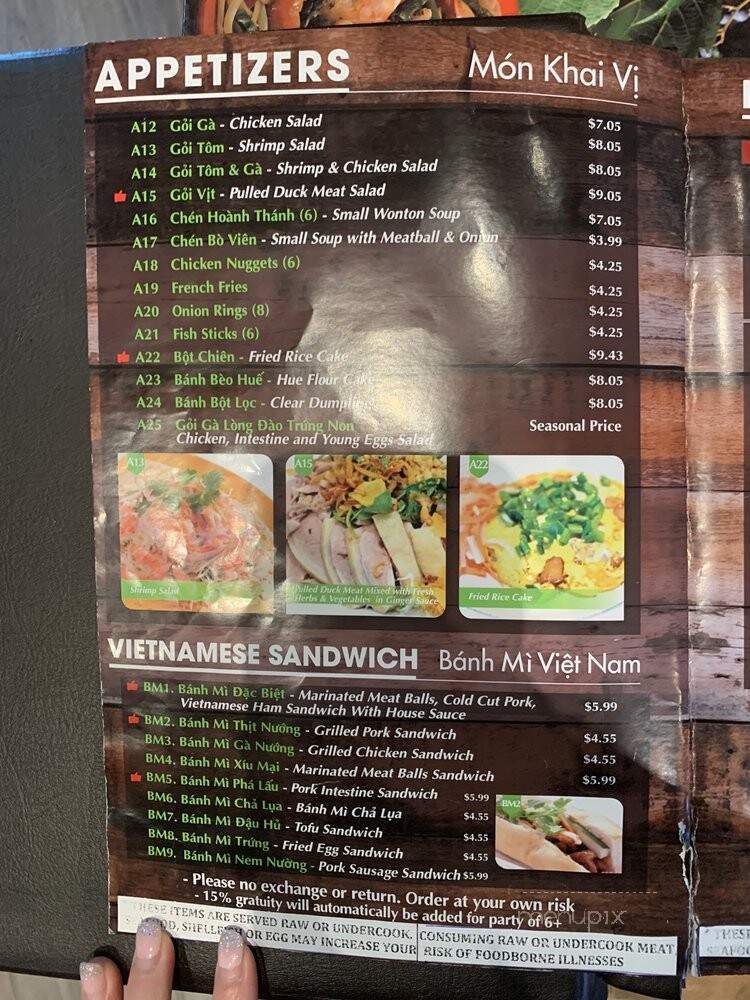 APPETIZERS Món Khai Vị
A12 Gỏi Gà - Chicken Salad $7.05
A13 Gỏi Tôm - Shrimp Salad $8.05
A14 Gỏi Tôm & Gà - Shrimp & Chicken Salad $8.05
A15 Gỏi Vịt - Pulled Duck Meat Salad $9.05
A16 Chén Hoành Thánh (6) - Small Wonton Soup $7.05
A17 Chén Bò Viên - Small Soup with Meatball & Onion $3.99
A18 Chicken Nuggets (6) $4.25
A19 French Fries $4.25
A20 Onion Rings (8) $4.25
A21 Fish Sticks (6) $4.25
A22 Bột Chiên - Fried Rice Cake $9.43
A23 Bánh Bèo Huế - Hue Flour Cake $8.05
A24 Bánh Bột Lọc - Clear Dumpling $8.05
A25 Gỏi Gà Lòng Đào Trứng Non Seasonal Price
Chicken, Intestine and Young Eggs Salad
A13 A15 A22
Shrimp Salad
Pulled Duck Meat Mixed with Fresh
Herbs & Vegetables in Ginger Sauce
Fried Rice Cake
VIETNAMESE SANDWICH Bánh Mì Việt Nam
BM1. Bánh Mì Đặc Biệt - Marinated Meat Balls, Cold Cut Pork, $5.99
Vietnamese Ham Sandwich With House Sauce
BM2. Bánh Mì Thịt Nướng - Grilled Pork Sandwich $4.55
BM3. Bánh Mì Gà Nướng - Grilled Chicken Sandwich $4.55
BM4. Bánh Mì Xíu Mại - Marinated Meat Balls Sandwich $5.99
BM5. Bánh Mì Phá Lấu - Pork Intestine Sandwich $5.99
BM6. Bánh Mì Chả Lụa - Bánh Mì Chả Lụa $4.55
BM7. Bánh Mì Đậu Hủ - Tofu Sandwich $4.55
BM8. Bánh Mì Trứng - Fried Egg Sandwich $4.55
BM9. Bánh Mì Nem Nường - Pork Sausage Sandwich $5.99
BM2
- Please no exchange or return. Order at your own risk
- 15% gratuity will automatically be added for party of 6+
menupix
THESE ITEMS ARE SERVED RAW OR UNDERCOOK, CONSUMING RAW OR UNDERCOOK MEAT
OR EGG MAY INCREASE YOUR RISK OF FOODBORNE ILLNESSES
THESE
SEAFOO